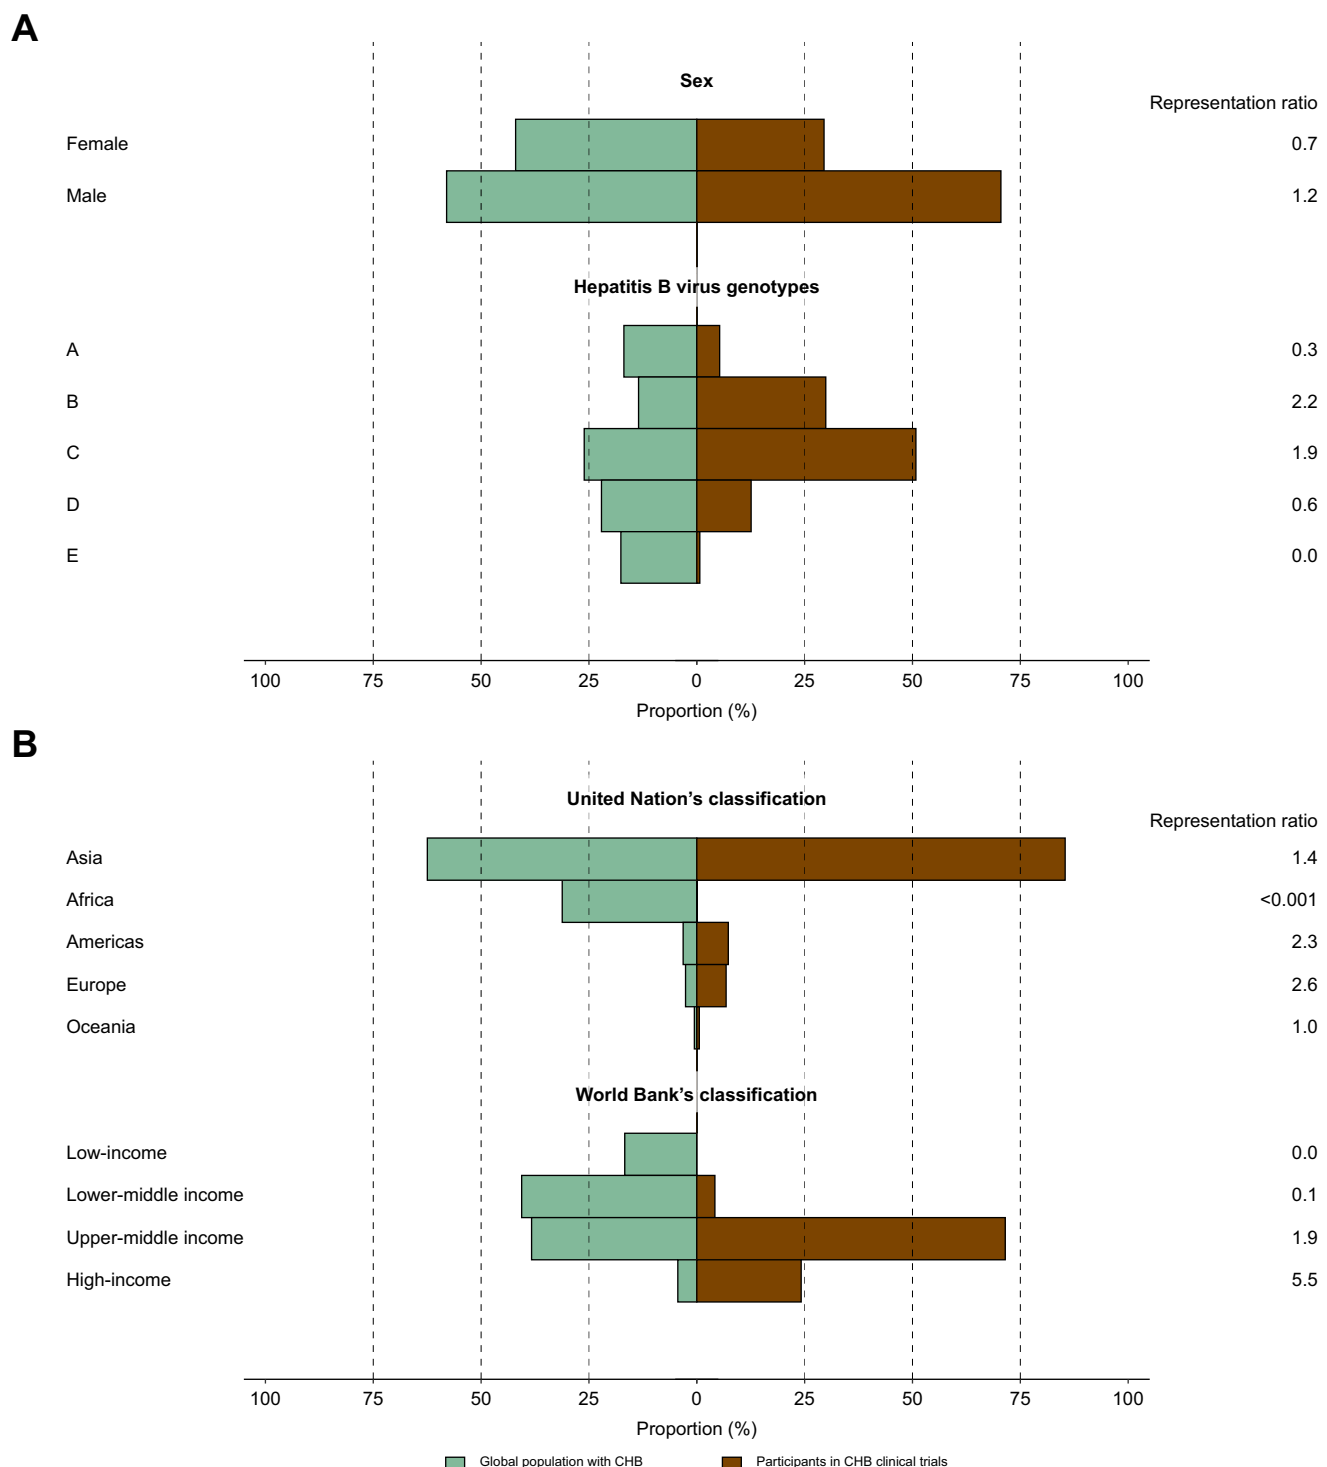 A
Sex
Representation ratio
Female 0.7
Male 1.2
Hepatitis B virus genotypes
A 0.3
B 2.2
C 1.9
D 0.6
E 0.0
100 75 50 25 0 25 50 75 100
Proportion (%)
B
United Nation’s classification
Representation ratio
Asia 1.4
Africa <0.001
Americas 2.3
Europe 2.6
Oceania 1.0
World Bank’s classification
Low-income 0.0
Lower-middle income 0.1
Upper-middle income 1.9
High-income 5.5
100 75 50 25 0 25 50 75 100
Proportion (%)
Global population with CHB Participants in CHB clinical trials